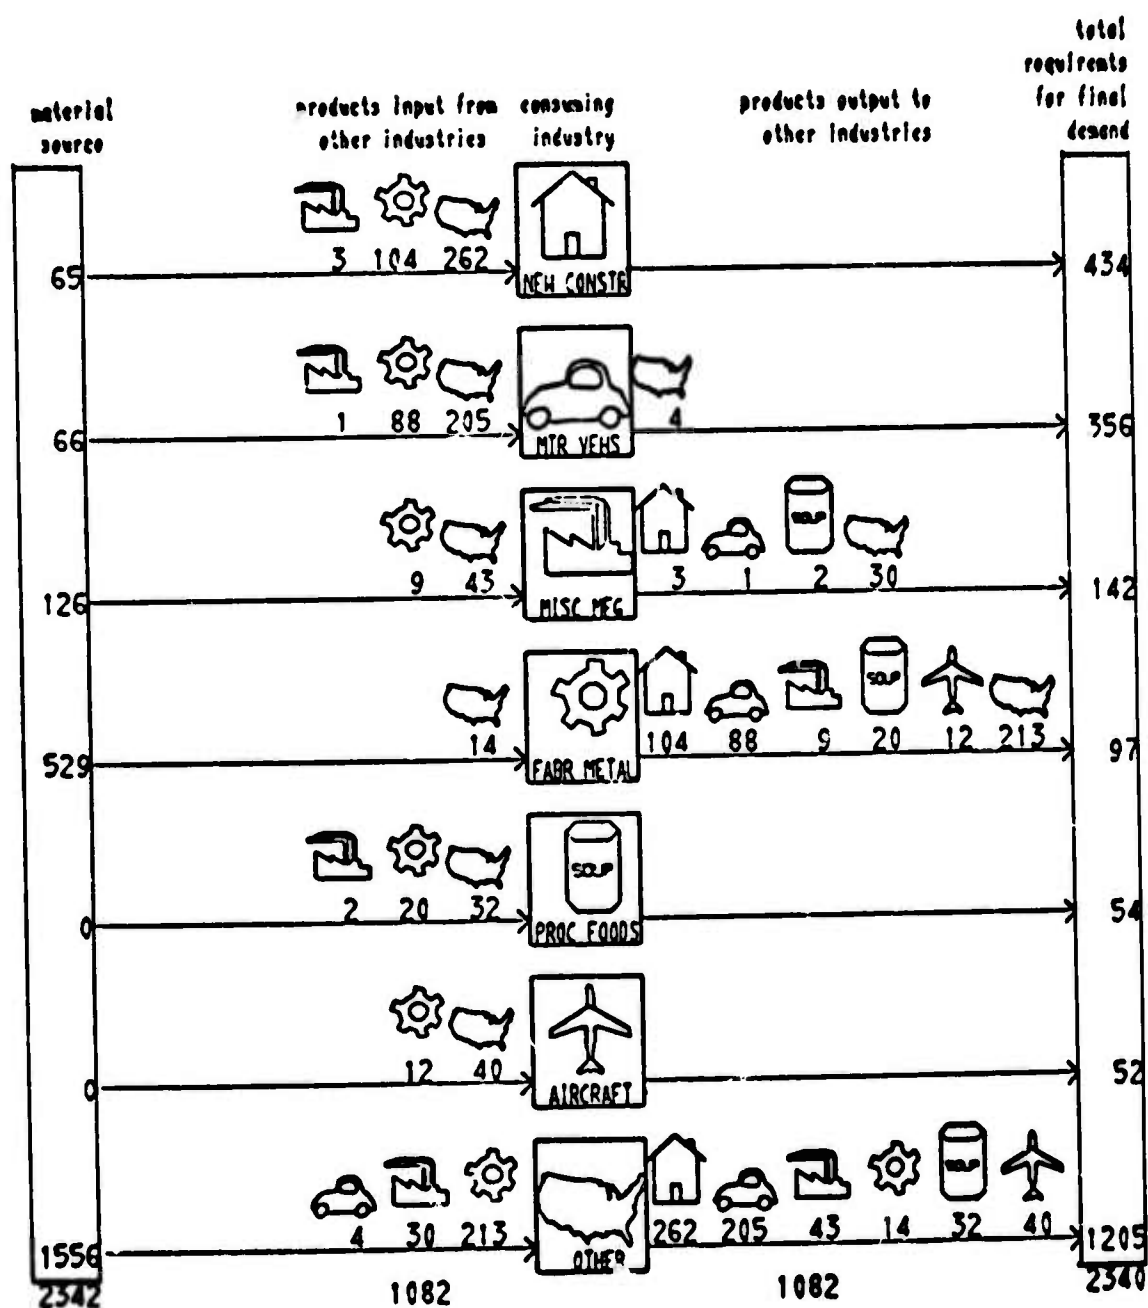 total
requirents
for final
demand
material
source
products input from
other industries
consuming
industry
products output to
other industries
3 104 262
65
NEW CONSTR
434
1 88 205
66
MTR VEHS
4
356
9 43
126
MISC MFG
SOUP
3 1 2 30
142
14
529
FABR METAL
SOUP
104 88 9 20 12 213
97
2 20 32
0
SOUP
PROC FOODS
54
12 40
0
AIRCRAFT
52
4 30 213
1556
OTHER
SOUP
262 205 43 14 32 40
1205
2342
1082
1082
2340